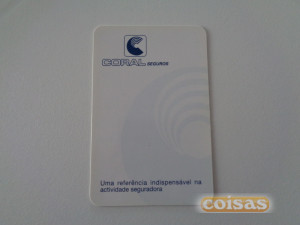 CORAL SEGUROS
Uma referência indispensável na
actividade seguradora
coisas